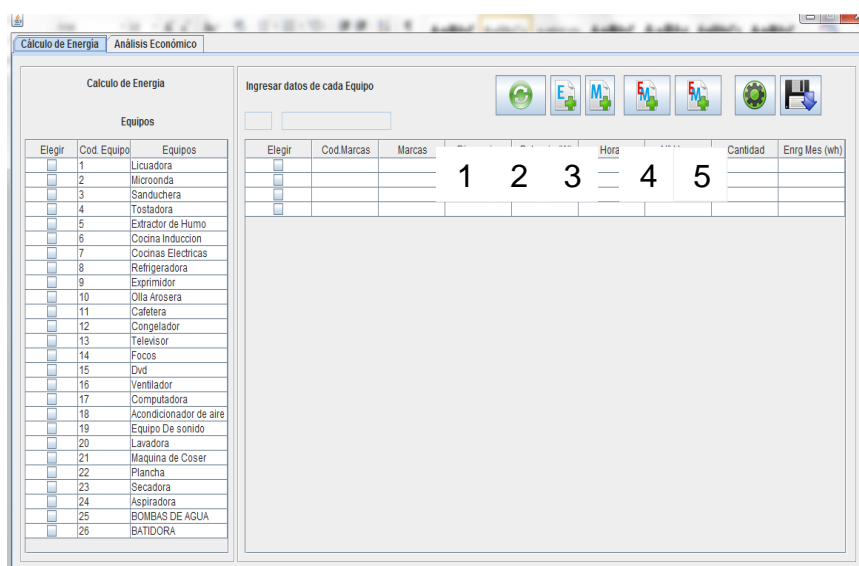 Cálculo de Energía Análisis Económico
Calculo de Energia
Equipos
Elegir Cod. Equipo Equipos
1 Licuadora
2 Microonda
3 Sanduchera
4 Tostadora
5 Extractor de Humo
6 Cocina Induccion
7 Cocinas Electricas
8 Refrigeradora
9 Exprimidor
10 Olla Arosera
11 Cafetera
12 Congelador
13 Televisor
14 Focos
15 Dvd
16 Ventilador
17 Computadora
18 Acondicionador de aire
19 Equipo De sonido
20 Lavadora
21 Maquina de Coser
22 Plancha
23 Secadora
24 Aspiradora
25 BOMBAS DE AGUA
26 BATIDORA
Ingresar datos de cada Equipo
E M
Elegir Cod.Marcas Marcas Hora Cantidad Enrg Mes (wh)
1 2 3 4 5